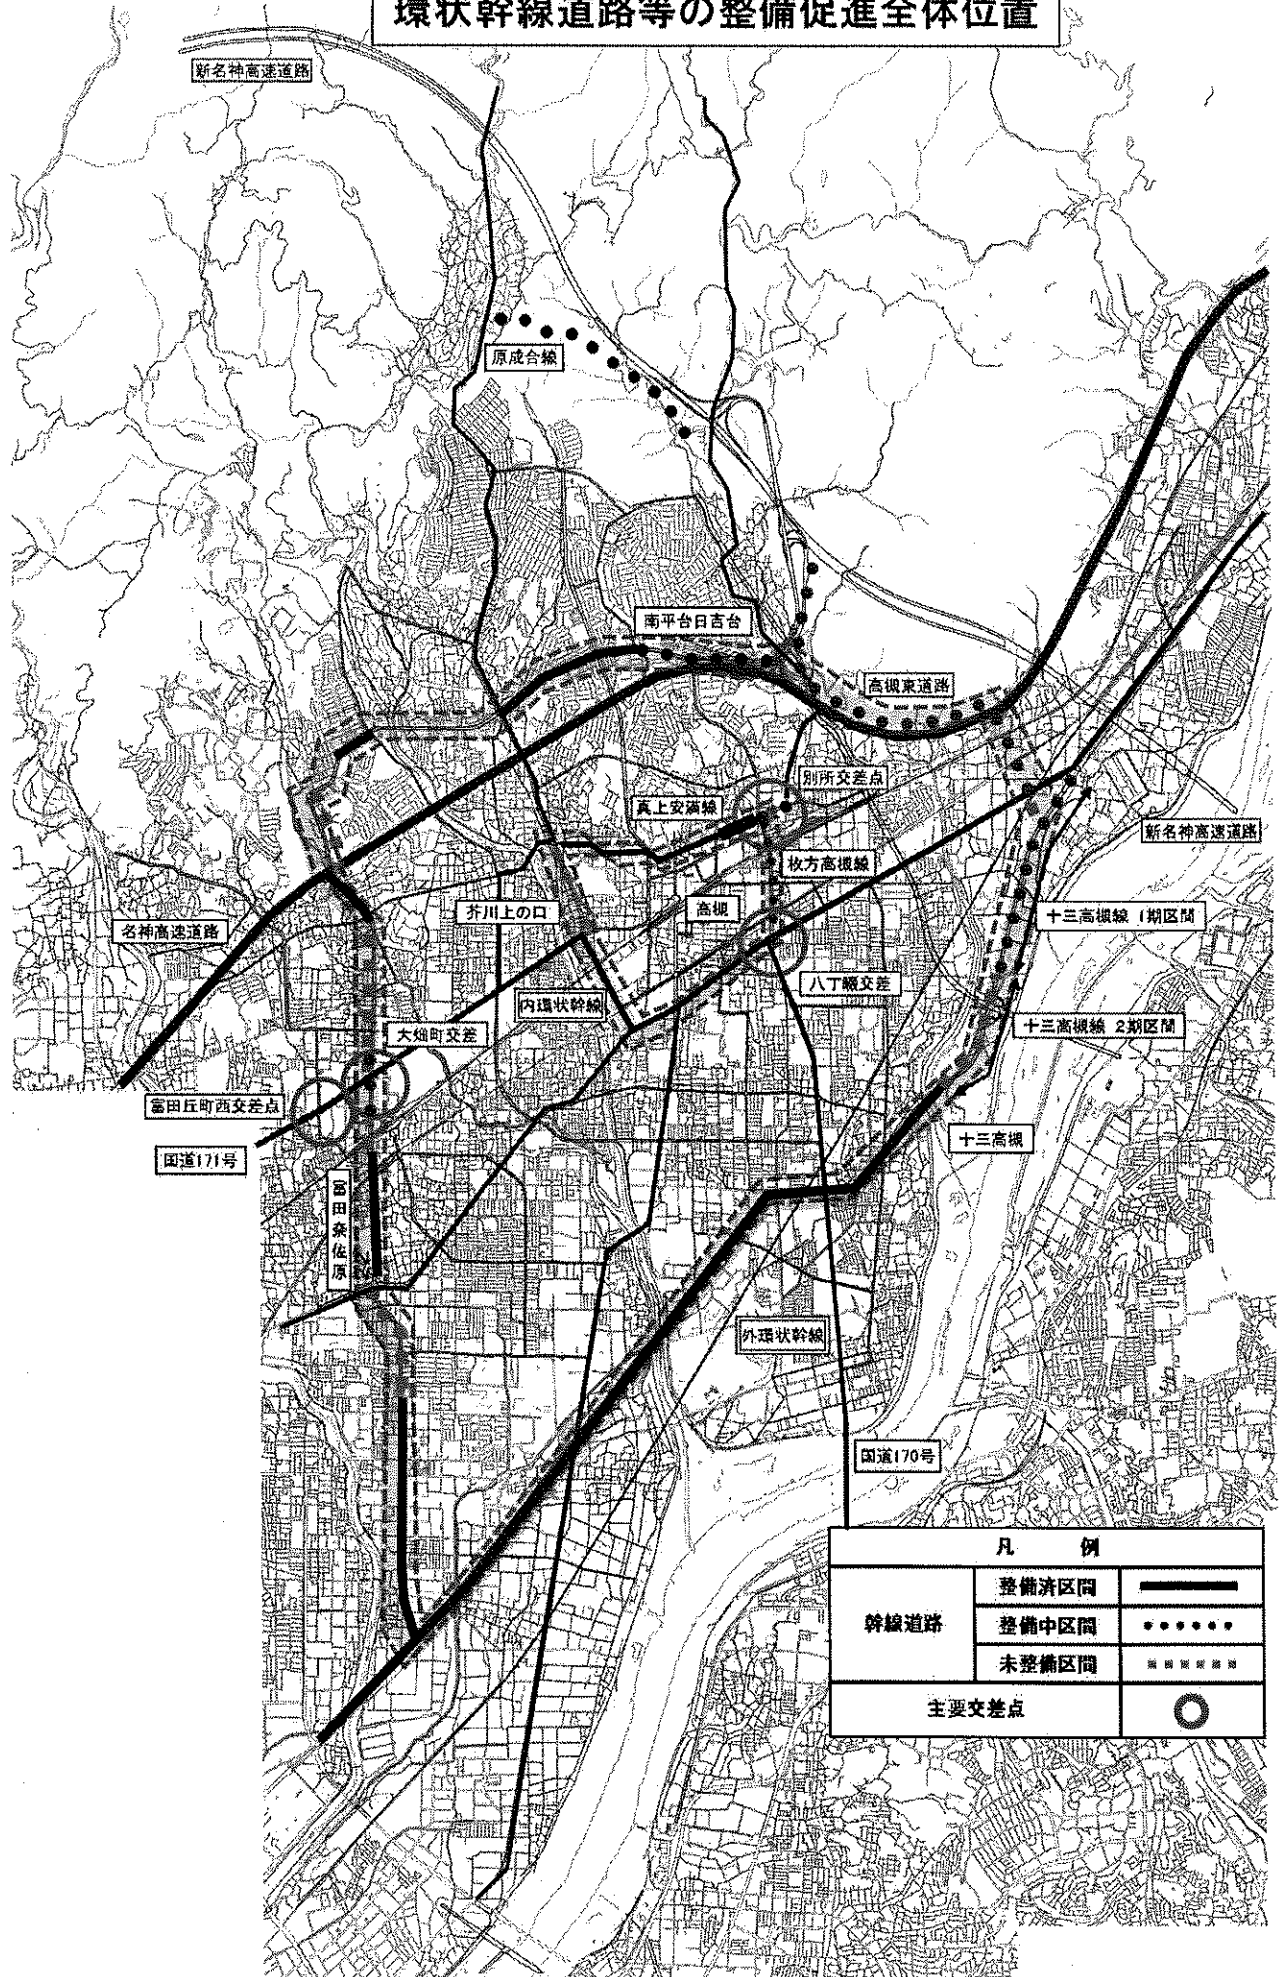 環状幹線道路等の整備促進全体位置
新名神高速道路
原成合線
南平台日吉台
高槻東道路
別所交差点
真上安満線
新名神高速道路
枚方高槻線
芥川上の口
高槻
十三高槻線 1期区間
名神高速道路
八丁畷交差
内環状幹線
大畑町交差
十三高槻線 2期区間
富田丘町西交差点
十三高槻
国道171号
富田奈佐原
外環状幹線
国道170号
凡 例
幹線道路
整備済区間
整備中区間
未整備区間
主要交差点